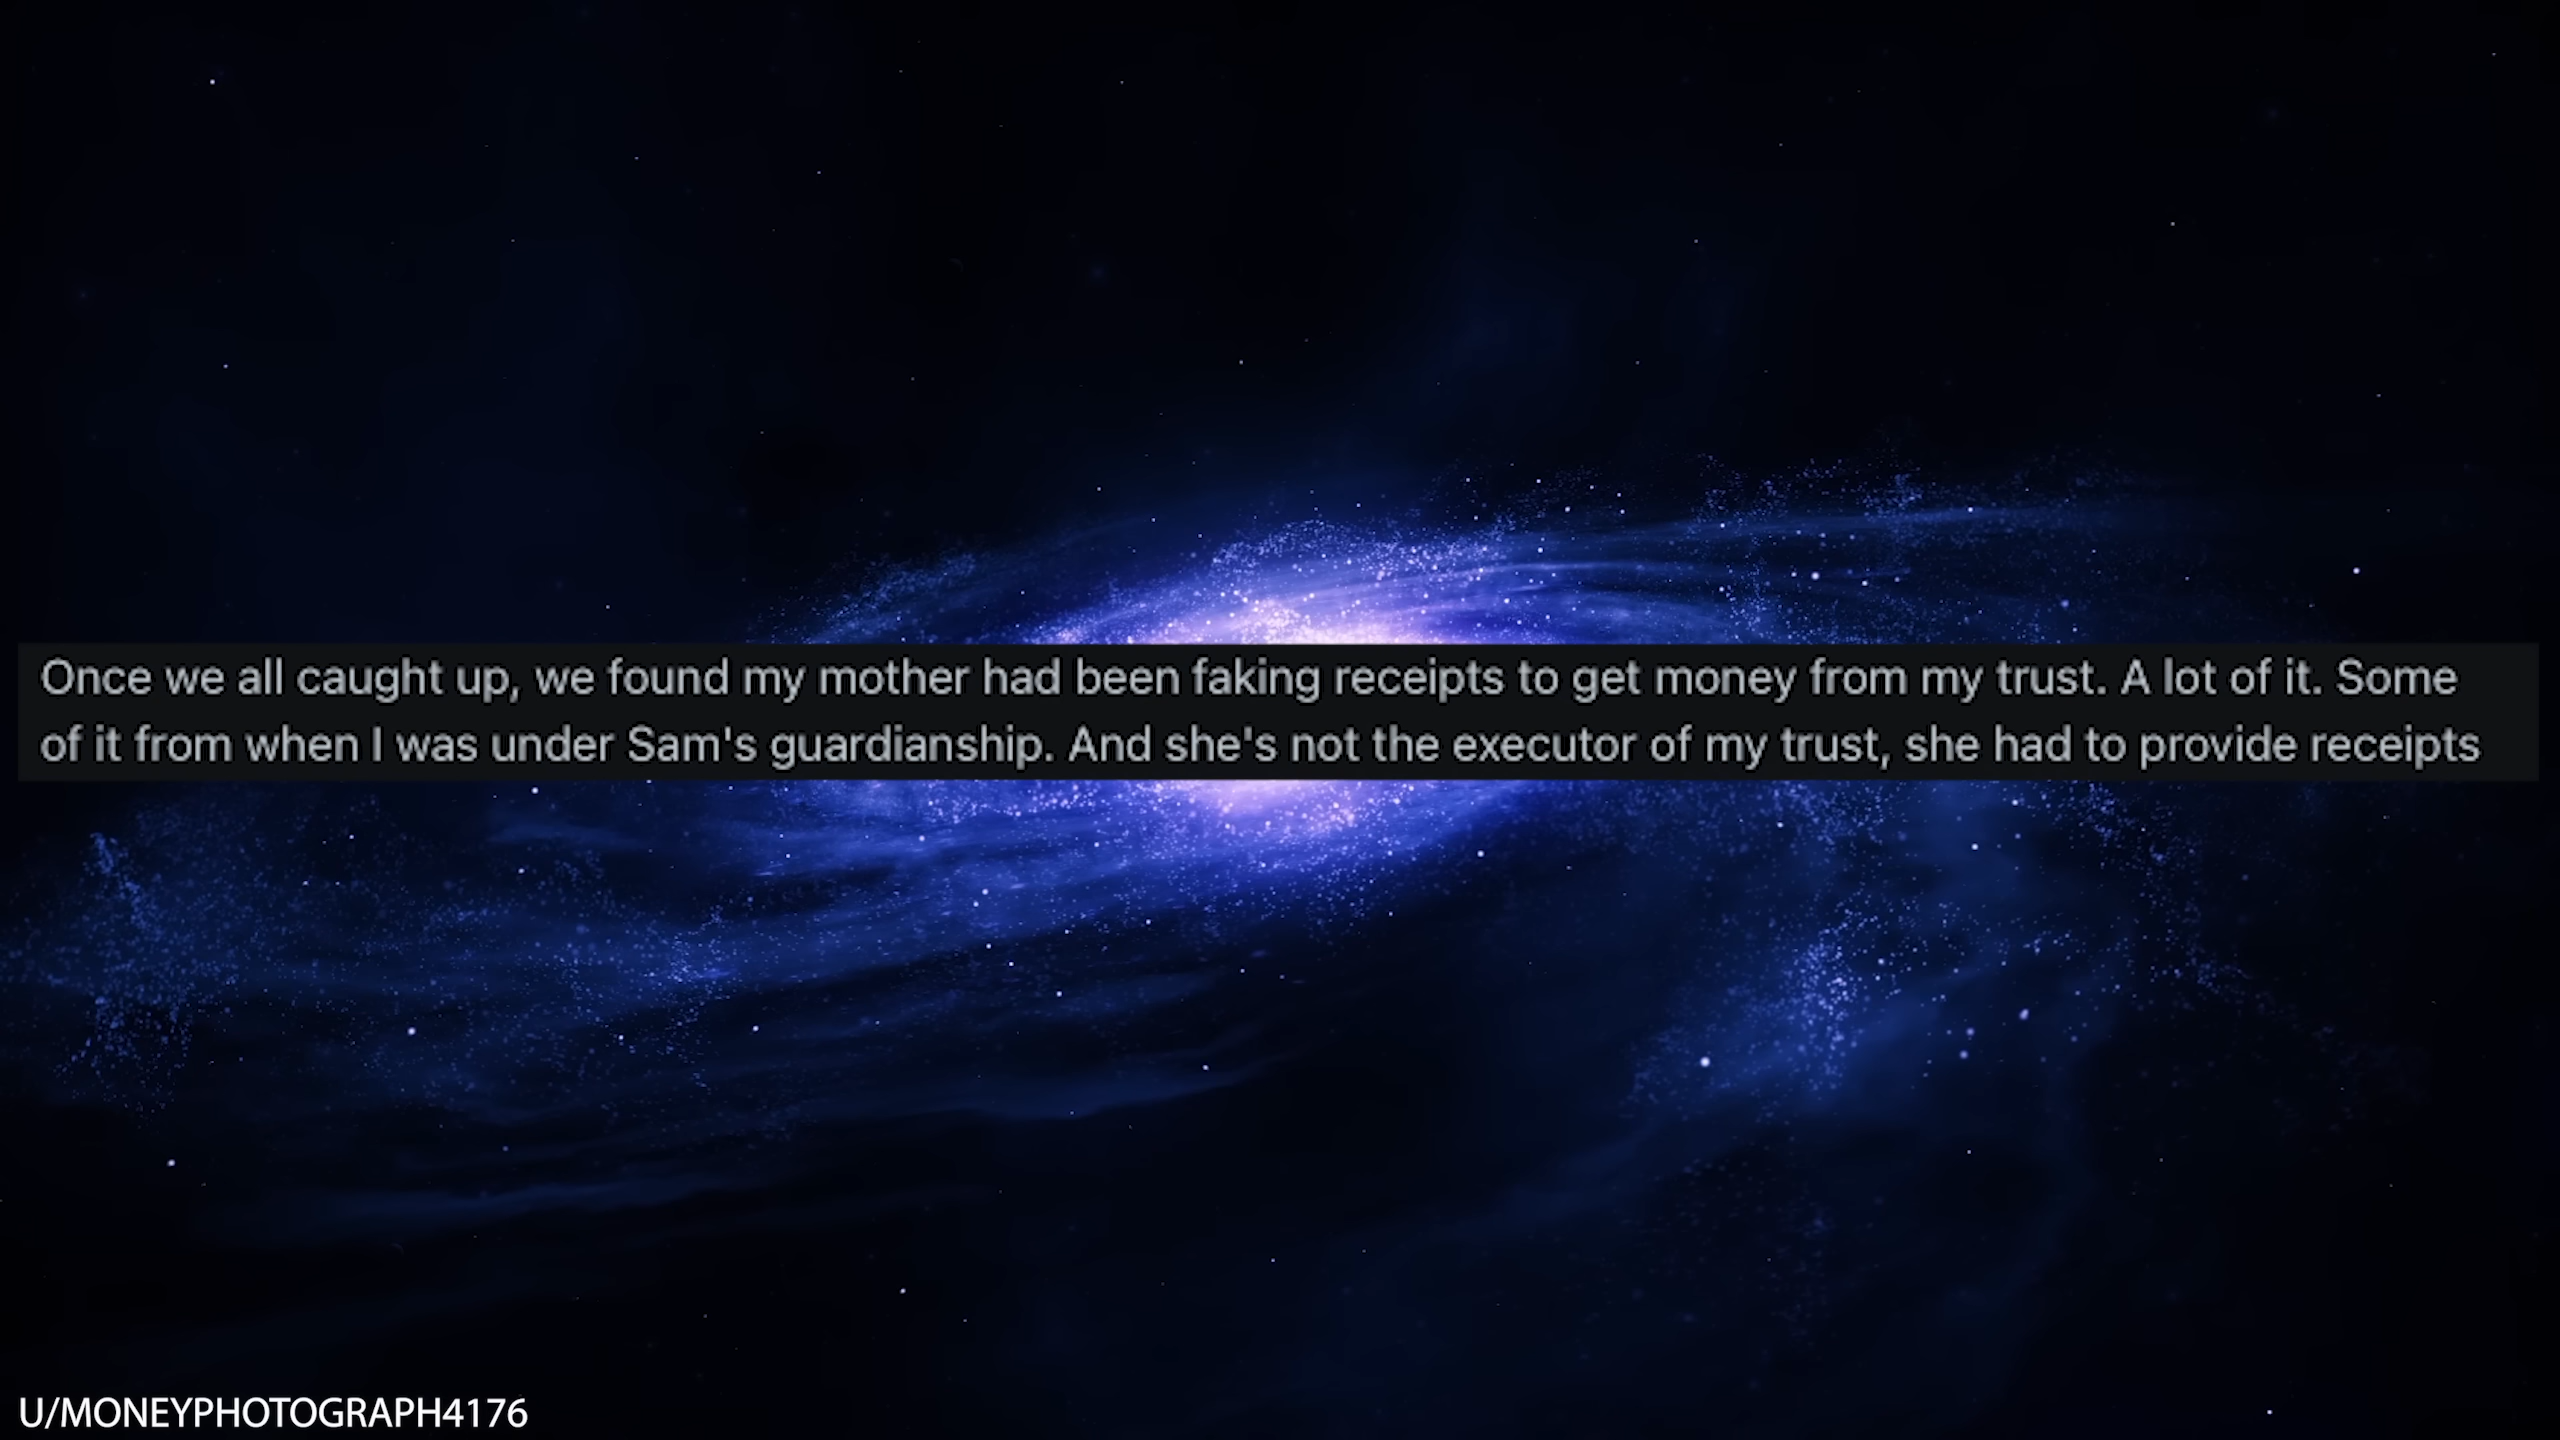 Once we all caught up, we found my mother had been faking receipts to get money from my trust. A lot of it. Some
of it from when I was under Sam's guardianship. And she's not the executor of my trust, she had to provide receipts
U/MONEYPHOTOGRAPH4176